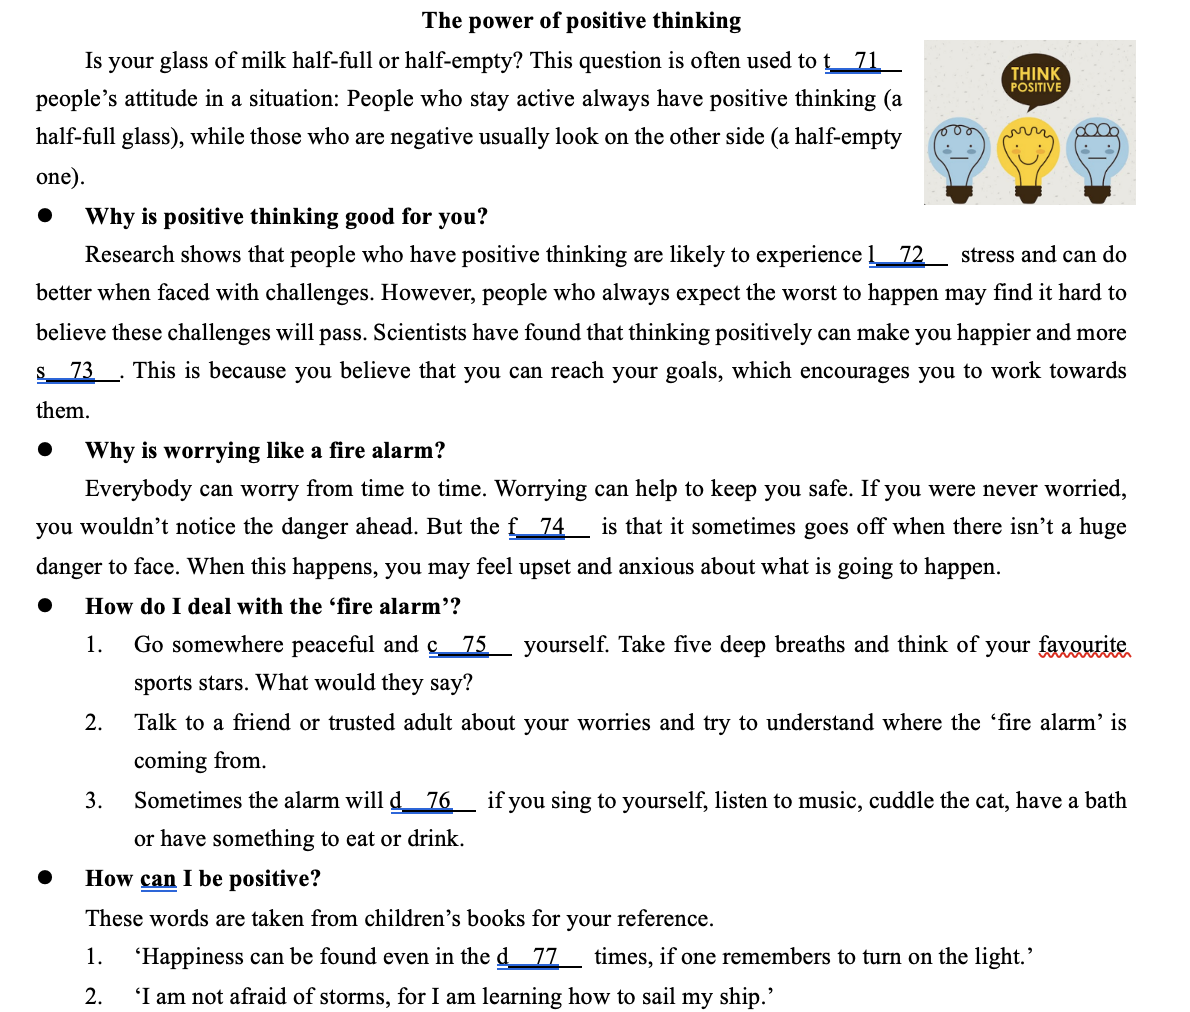 The power of positive thinking
Is your glass of milk half-full or half-empty? This question is often used to t__71__
people’s attitude in a situation: People who stay active always have positive thinking (a
half-full glass), while those who are negative usually look on the other side (a half-empty
one).
THINK
POSITIVE
● Why is positive thinking good for you?
Research shows that people who have positive thinking are likely to experience l__72__ stress and can do
better when faced with challenges. However, people who always expect the worst to happen may find it hard to
believe these challenges will pass. Scientists have found that thinking positively can make you happier and more
s__73__. This is because you believe that you can reach your goals, which encourages you to work towards
them.
● Why is worrying like a fire alarm?
Everybody can worry from time to time. Worrying can help to keep you safe. If you were never worried,
you wouldn’t notice the danger ahead. But the f__74__ is that it sometimes goes off when there isn’t a huge
danger to face. When this happens, you may feel upset and anxious about what is going to happen.
● How do I deal with the ‘fire alarm’?
1. Go somewhere peaceful and c__75__ yourself. Take five deep breaths and think of your favourite
sports stars. What would they say?
2. Talk to a friend or trusted adult about your worries and try to understand where the ‘fire alarm’ is
coming from.
3. Sometimes the alarm will d__76__ if you sing to yourself, listen to music, cuddle the cat, have a bath
or have something to eat or drink.
● How can I be positive?
These words are taken from children’s books for your reference.
1. ‘Happiness can be found even in the d__77__ times, if one remembers to turn on the light.’
2. ‘I am not afraid of storms, for I am learning how to sail my ship.’